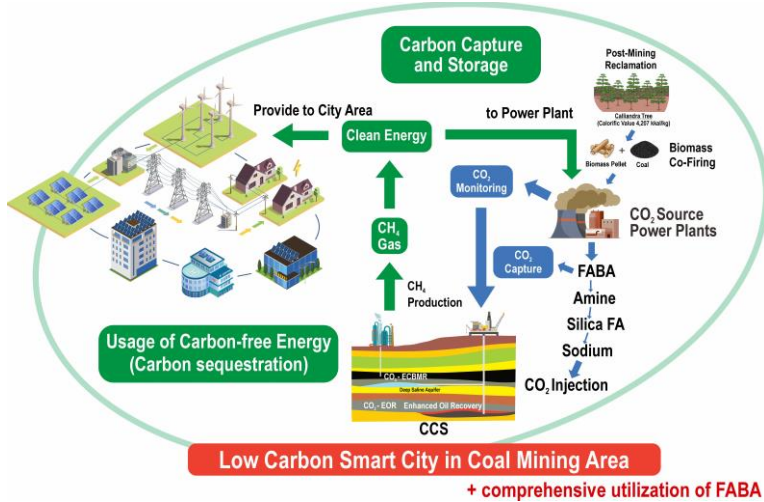 Carbon Capture
and Storage
Post-Mining
Reclamation
Calliandra Tree
(Calorific Value 4,207 kkal/kg)
Provide to City Area
Clean Energy
to Power Plant
Biomass Pellet
+
Coal
Biomass
Co-Firing
CO₂
Monitoring
CO₂ Source
Power Plants
CH₄
Gas
CO₂
Capture
FABA
Amine
Silica FA
Sodium
CO₂ Injection
CH₄
Production
Usage of Carbon-free Energy
(Carbon sequestration)
CO₂- ECBMR
Deep Saline Aquifer
CO₂ - EOR Enhanced Oil Recovery
CCS
Low Carbon Smart City in Coal Mining Area
+ comprehensive utilization of FABA